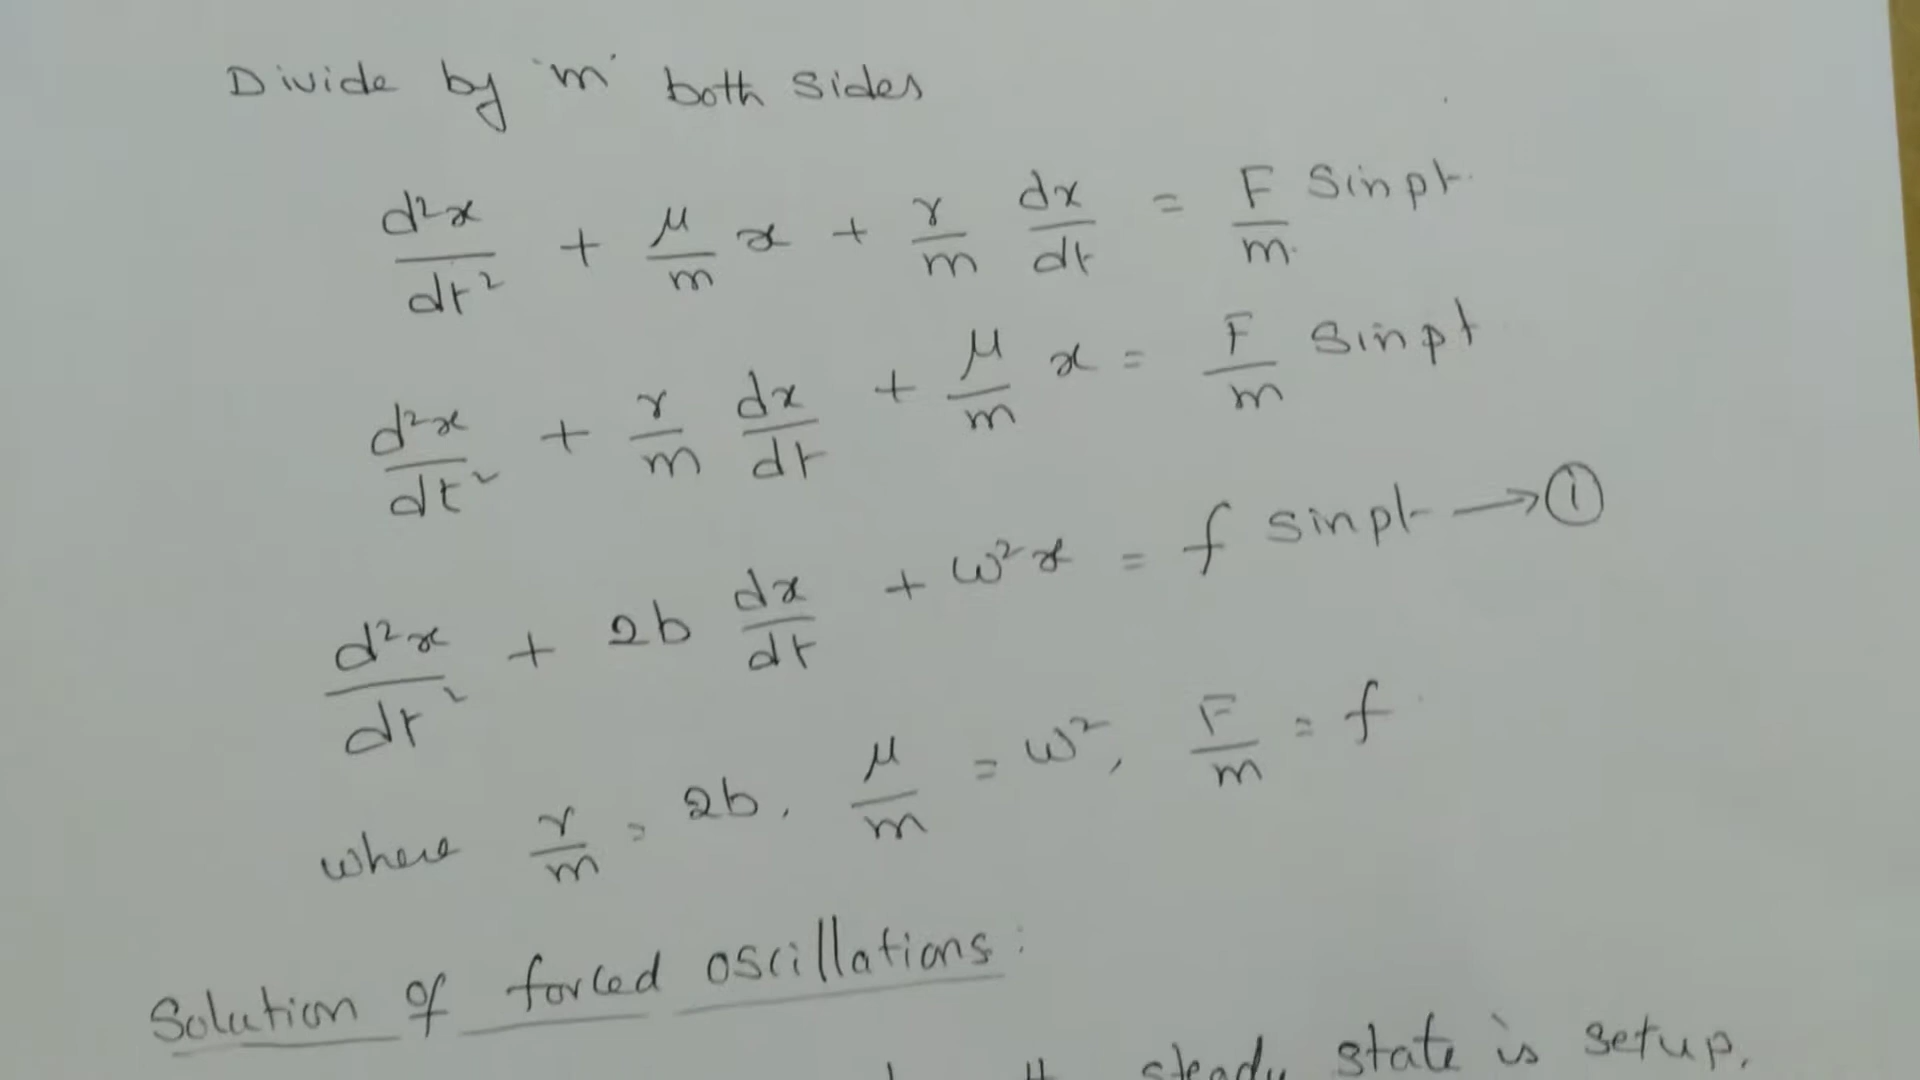 Divide by 'm' both sides
d²x/dt² + μ/m x + r/m dx/dt = F/m Sinpt
d²x/dt² + r/m dx/dt + μ/m x = F/m Sinpt
d²x/dt² + 2b dx/dt + ω²x = f sinpt → ①
where r/m = 2b, μ/m = ω², F/m = f
Solution of forced oscillations:
steady state is setup.